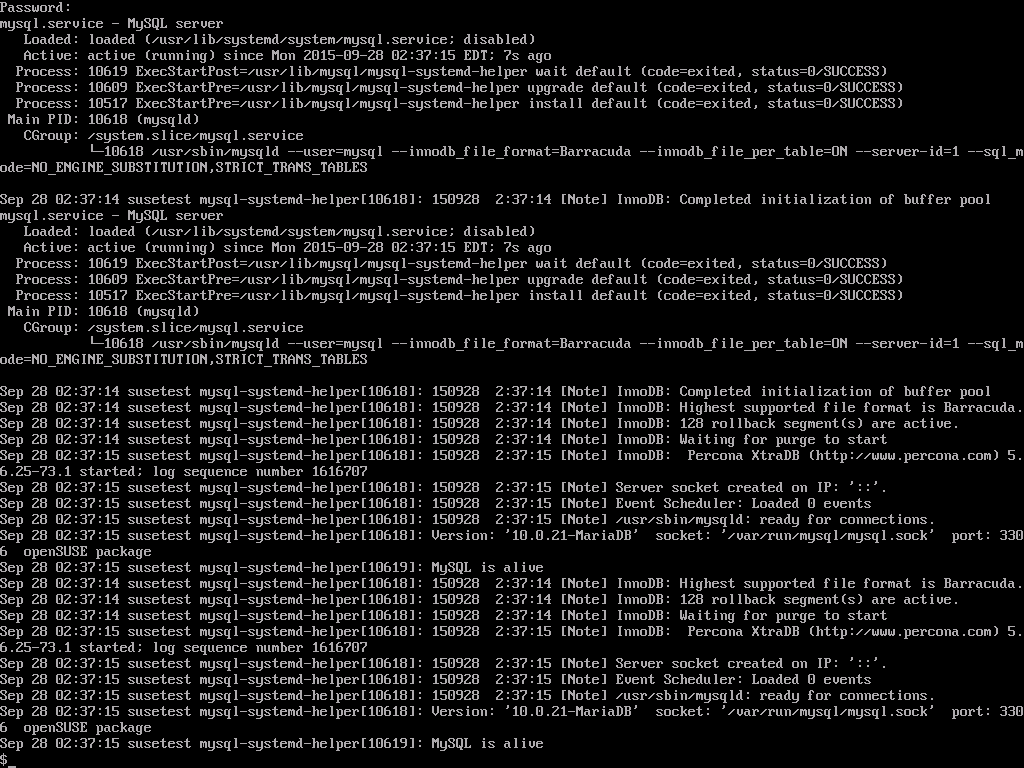 Password:
mysql.service - MySQL server
   Loaded: loaded (/usr/lib/systemd/system/mysql.service; disabled)
   Active: active (running) since Mon 2015-09-28 02:37:15 EDT; 7s ago
  Process: 10619 ExecStartPost=/usr/lib/mysql/mysql-systemd-helper wait default (code=exited, status=0/SUCCESS)
  Process: 10609 ExecStartPre=/usr/lib/mysql/mysql-systemd-helper upgrade default (code=exited, status=0/SUCCESS)
  Process: 10517 ExecStartPre=/usr/lib/mysql/mysql-systemd-helper install default (code=exited, status=0/SUCCESS)
 Main PID: 10618 (mysqld)
   CGroup: /system.slice/mysql.service
           └─10618 /usr/sbin/mysqld --user=mysql --innodb_file_format=Barracuda --innodb_file_per_table=ON --server-id=1 --sql_m
ode=NO_ENGINE_SUBSTITUTION,STRICT_TRANS_TABLES

Sep 28 02:37:14 susetest mysql-systemd-helper[10618]: 150928  2:37:14 [Note] InnoDB: Completed initialization of buffer pool
mysql.service - MySQL server
   Loaded: loaded (/usr/lib/systemd/system/mysql.service; disabled)
   Active: active (running) since Mon 2015-09-28 02:37:15 EDT; 7s ago
  Process: 10619 ExecStartPost=/usr/lib/mysql/mysql-systemd-helper wait default (code=exited, status=0/SUCCESS)
  Process: 10609 ExecStartPre=/usr/lib/mysql/mysql-systemd-helper upgrade default (code=exited, status=0/SUCCESS)
  Process: 10517 ExecStartPre=/usr/lib/mysql/mysql-systemd-helper install default (code=exited, status=0/SUCCESS)
 Main PID: 10618 (mysqld)
   CGroup: /system.slice/mysql.service
           └─10618 /usr/sbin/mysqld --user=mysql --innodb_file_format=Barracuda --innodb_file_per_table=ON --server-id=1 --sql_m
ode=NO_ENGINE_SUBSTITUTION,STRICT_TRANS_TABLES

Sep 28 02:37:14 susetest mysql-systemd-helper[10618]: 150928  2:37:14 [Note] InnoDB: Completed initialization of buffer pool
Sep 28 02:37:14 susetest mysql-systemd-helper[10618]: 150928  2:37:14 [Note] InnoDB: Highest supported file format is Barracuda.
Sep 28 02:37:14 susetest mysql-systemd-helper[10618]: 150928  2:37:14 [Note] InnoDB: 128 rollback segment(s) are active.
Sep 28 02:37:14 susetest mysql-systemd-helper[10618]: 150928  2:37:14 [Note] InnoDB: Waiting for purge to start
Sep 28 02:37:15 susetest mysql-systemd-helper[10618]: 150928  2:37:15 [Note] InnoDB:  Percona XtraDB (http://www.percona.com) 5.
6.25-73.1 started; log sequence number 1616707
Sep 28 02:37:15 susetest mysql-systemd-helper[10618]: 150928  2:37:15 [Note] Server socket created on IP: '::'.
Sep 28 02:37:15 susetest mysql-systemd-helper[10618]: 150928  2:37:15 [Note] Event Scheduler: Loaded 0 events
Sep 28 02:37:15 susetest mysql-systemd-helper[10618]: 150928  2:37:15 [Note] /usr/sbin/mysqld: ready for connections.
Sep 28 02:37:15 susetest mysql-systemd-helper[10618]: Version: '10.0.21-MariaDB'  socket: '/var/run/mysql/mysql.sock'  port: 330
6  openSUSE package
Sep 28 02:37:15 susetest mysql-systemd-helper[10619]: MySQL is alive
Sep 28 02:37:14 susetest mysql-systemd-helper[10618]: 150928  2:37:14 [Note] InnoDB: Highest supported file format is Barracuda.
Sep 28 02:37:14 susetest mysql-systemd-helper[10618]: 150928  2:37:14 [Note] InnoDB: 128 rollback segment(s) are active.
Sep 28 02:37:14 susetest mysql-systemd-helper[10618]: 150928  2:37:14 [Note] InnoDB: Waiting for purge to start
Sep 28 02:37:15 susetest mysql-systemd-helper[10618]: 150928  2:37:15 [Note] InnoDB:  Percona XtraDB (http://www.percona.com) 5.
6.25-73.1 started; log sequence number 1616707
Sep 28 02:37:15 susetest mysql-systemd-helper[10618]: 150928  2:37:15 [Note] Server socket created on IP: '::'.
Sep 28 02:37:15 susetest mysql-systemd-helper[10618]: 150928  2:37:15 [Note] Event Scheduler: Loaded 0 events
Sep 28 02:37:15 susetest mysql-systemd-helper[10618]: 150928  2:37:15 [Note] /usr/sbin/mysqld: ready for connections.
Sep 28 02:37:15 susetest mysql-systemd-helper[10618]: Version: '10.0.21-MariaDB'  socket: '/var/run/mysql/mysql.sock'  port: 330
6  openSUSE package
Sep 28 02:37:15 susetest mysql-systemd-helper[10619]: MySQL is alive
$_